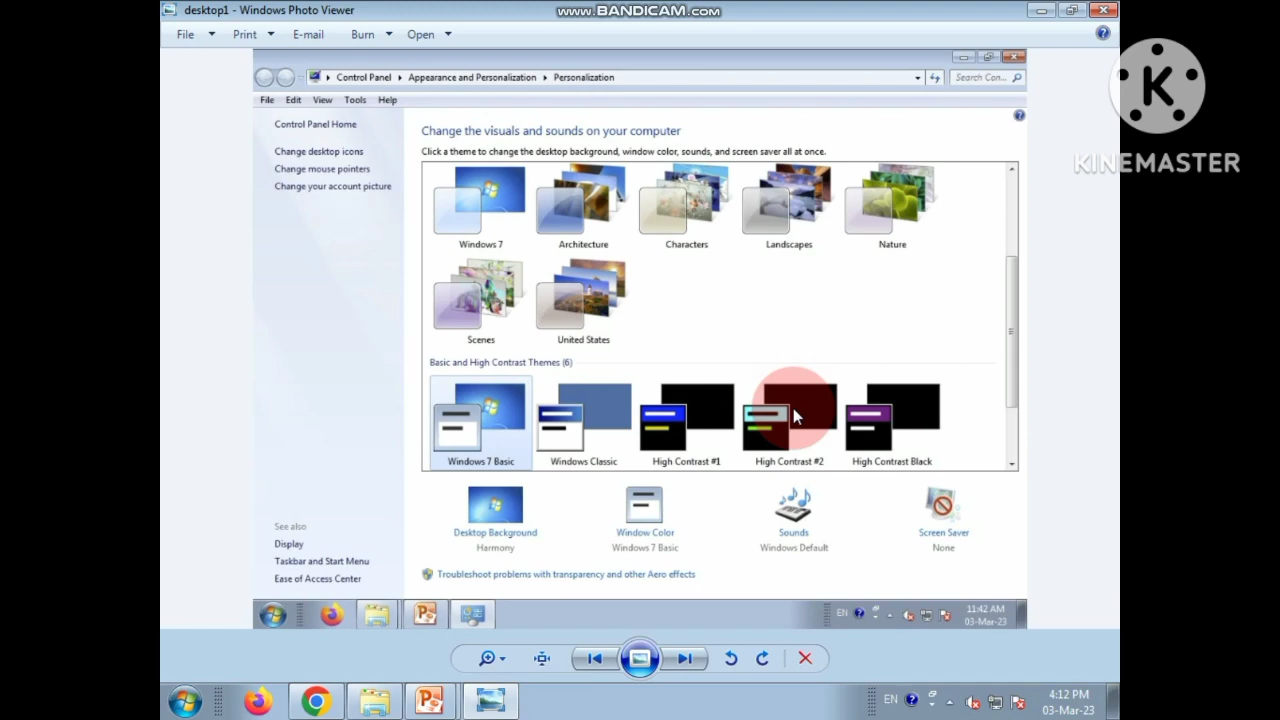 desktop1 - Windows Photo Viewer
www.BANDICAM.com
File Print E-mail Burn Open
K
KINEMASTER
Control Panel Appearance and Personalization Personalization
Search Con...
File Edit View Tools Help
Control Panel Home
Change desktop icons
Change mouse pointers
Change your account picture
Change the visuals and sounds on your computer
Click a theme to change the desktop background, window color, sounds, and screen saver all at once.
Windows 7 Architecture Characters Landscapes Nature
Scenes United States
Basic and High Contrast Themes (6)
Windows 7 Basic Windows Classic High Contrast #1 High Contrast #2 High Contrast Black
Desktop Background Window Color Sounds Screen Saver
Harmony Windows 7 Basic Windows Default None
See also
Display
Taskbar and Start Menu
Ease of Access Center
Troubleshoot problems with transparency and other Aero effects
EN 11:42 AM
03-Mar-23
EN 4:12 PM
03-Mar-23